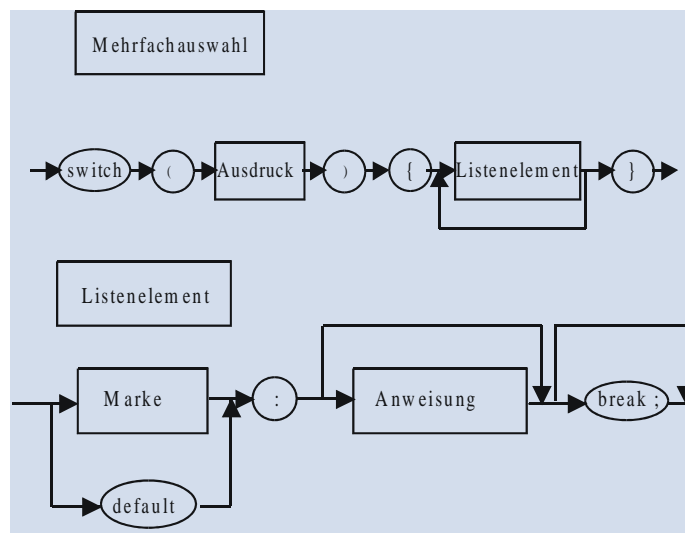 Mehrfachauswahl
switch ( Ausdruck ) { Listenelement }
Listenelement
Marke : Anweisung break ;
default